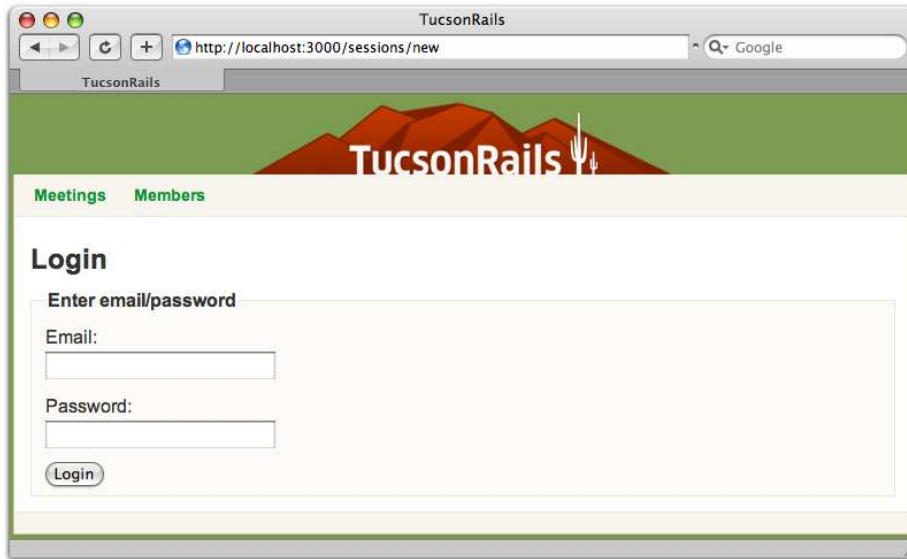 TucsonRails
http://localhost:3000/sessions/new
Google
TucsonRails
TucsonRails
Meetings Members
Login
Enter email/password
Email:
Password:
Login